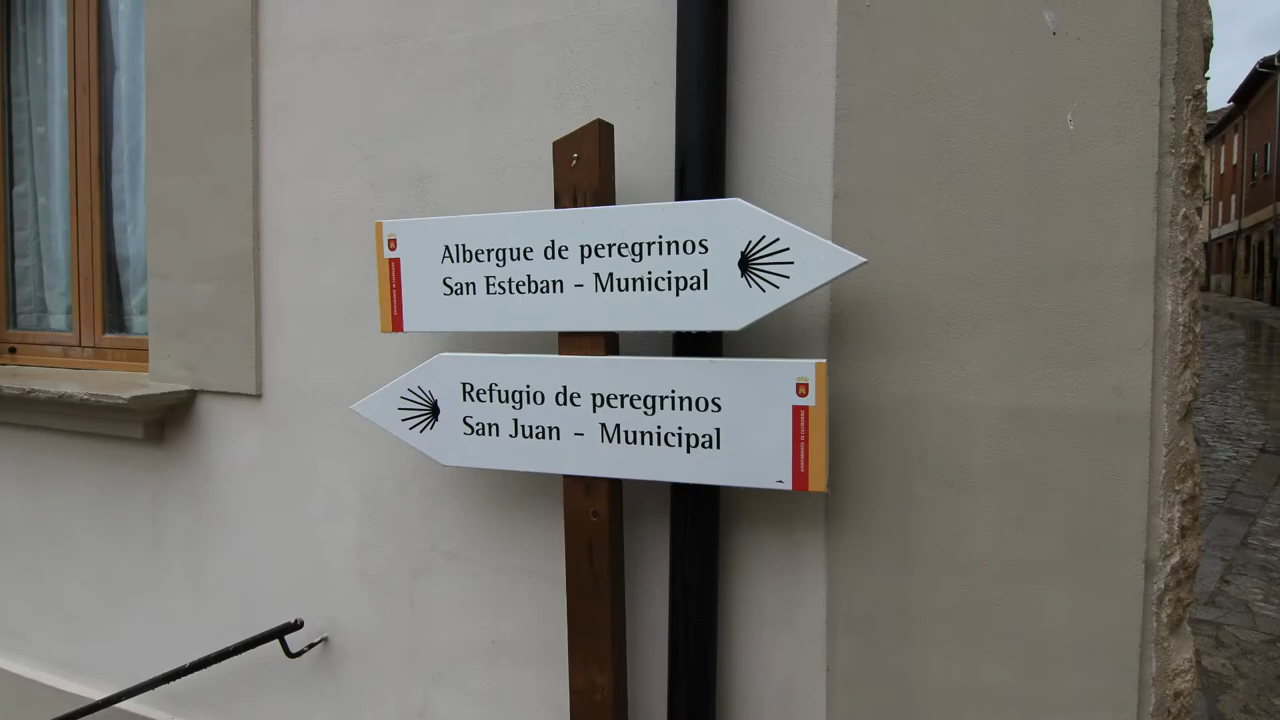 Albergue de peregrinos
San Esteban - Municipal
Refugio de peregrinos
San Juan - Municipal